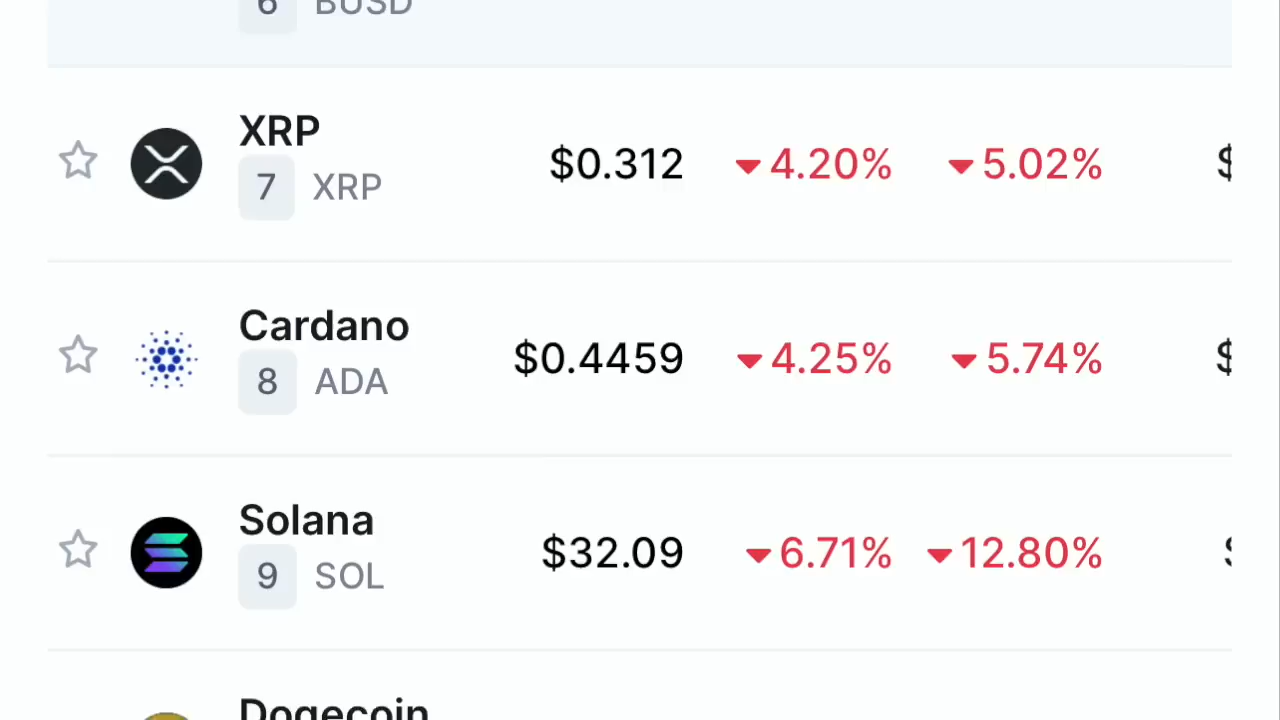 6 BUSD
XRP
7 XRP
$0.312 4.20% 5.02% $
Cardano
8 ADA
$0.4459 4.25% 5.74% $
Solana
9 SOL
$32.09 6.71% 12.80% $
Dogecoin